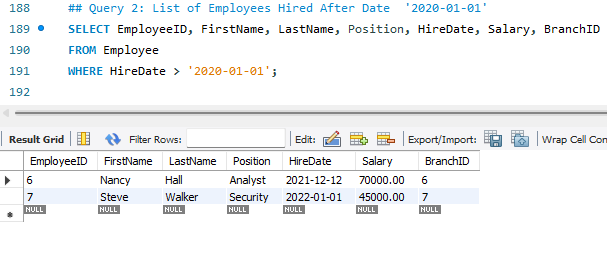 188 ## Query 2: List of Employees Hired After Date '2020-01-01'
189 SELECT EmployeeID, FirstName, LastName, Position, HireDate, Salary, BranchID
190 FROM Employee
191 WHERE HireDate > '2020-01-01';
192
Result Grid Filter Rows: Edit: Export/Import: Wrap Cell Con
EmployeeID FirstName LastName Position HireDate Salary BranchID
6 Nancy Hall Analyst 2021-12-12 70000.00 6
7 Steve Walker Security 2022-01-01 45000.00 7
NULL NULL NULL NULL NULL NULL NULL